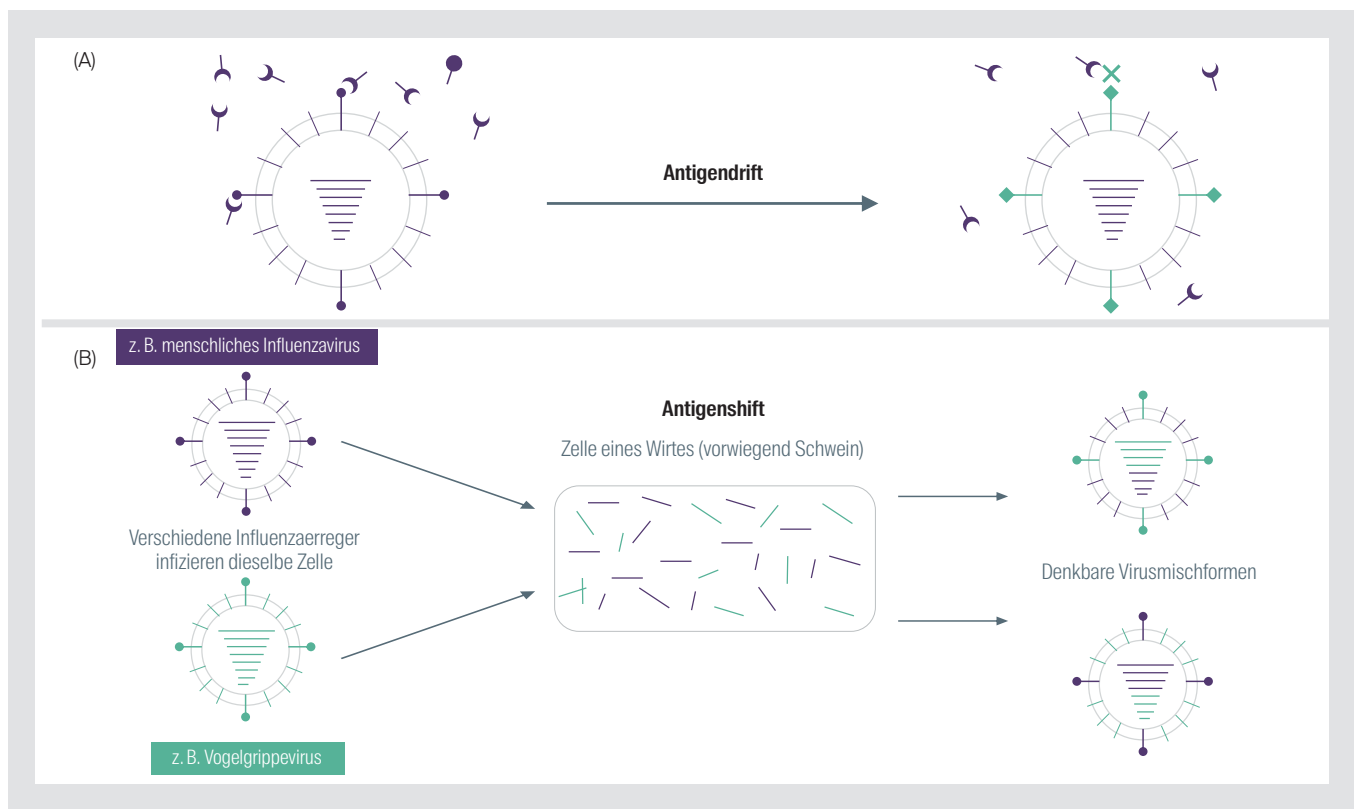 (A)
Antigendrift
(B)
z. B. menschliches Influenzavirus
Antigenshift
Zelle eines Wirtes (vorwiegend Schwein)
Verschiedene Influenzaerreger
infizieren dieselbe Zelle
Denkbare Virusmischformen
z. B. Vogelgrippevirus